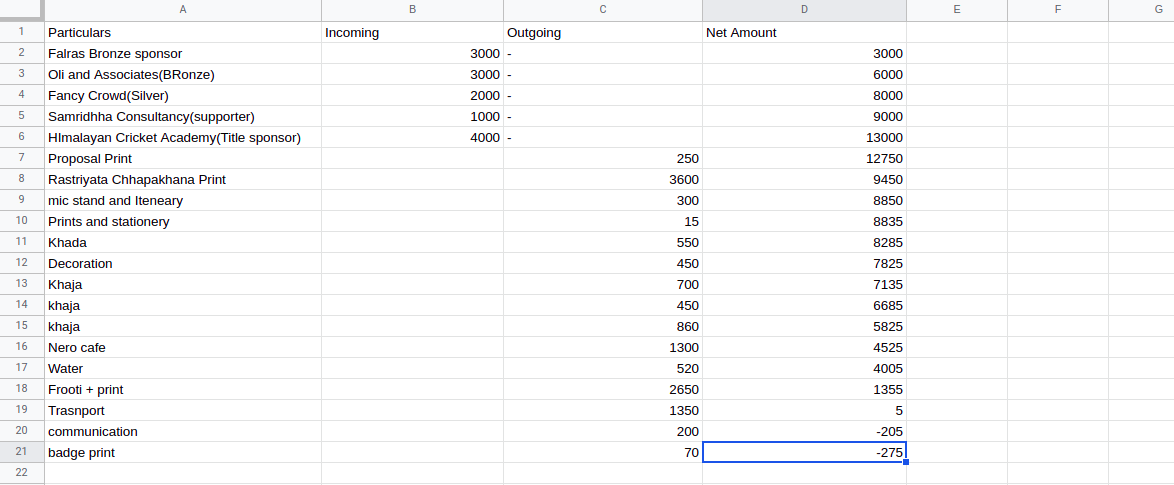 A B C D E F G
1 Particulars Incoming Outgoing Net Amount
2 Falras Bronze sponsor 3000 - 3000
3 Oli and Associates(BRonze) 3000 - 6000
4 Fancy Crowd(Silver) 2000 - 8000
5 Samridhha Consultancy(supporter) 1000 - 9000
6 HImalayan Cricket Academy(Title sponsor) 4000 - 13000
7 Proposal Print 250 12750
8 Rastriyata Chhapakhana Print 3600 9450
9 mic stand and Iteneary 300 8850
10 Prints and stationery 15 8835
11 Khada 550 8285
12 Decoration 450 7825
13 Khaja 700 7135
14 khaja 450 6685
15 khaja 860 5825
16 Nero cafe 1300 4525
17 Water 520 4005
18 Frooti + print 2650 1355
19 Trasnport 1350 5
20 communication 200 -205
21 badge print 70 -275
22